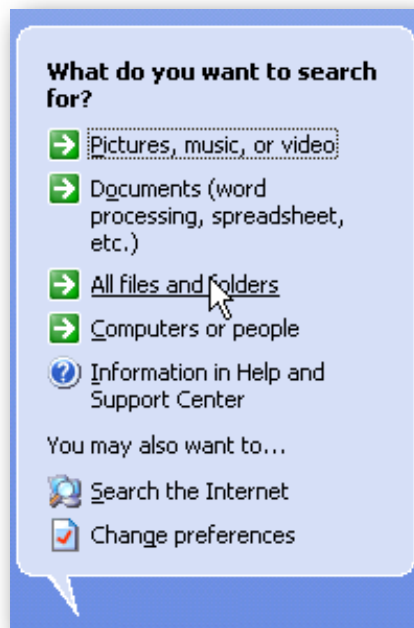 What do you want to search
for?
Pictures, music, or video
Documents (word
processing, spreadsheet,
etc.)
All files and folders
Computers or people
Information in Help and
Support Center
You may also want to...
Search the Internet
Change preferences